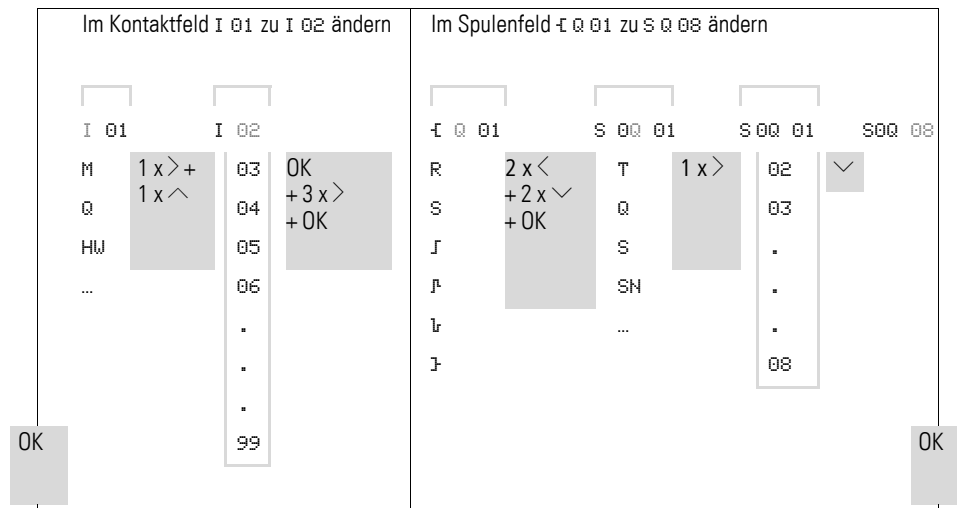 Im Kontaktfeld I 01 zu I 02 ändern
I 01
M
Q
HW
...
1 x > +
1 x ^
I 02
03
04
05
06
.
.
.
99
OK
+ 3 x >
+ OK
OK
Im Spulenfeld -[ Q 01 zu S Q 08 ändern
-[ Q 01
R
S
]-
2 x <
+ 2 x ∨
+ OK
S 0Q 01
T
Q
S
SN
...
1 x >
S 0Q 01
02
03
.
.
.
08
∨
S0Q 08
OK